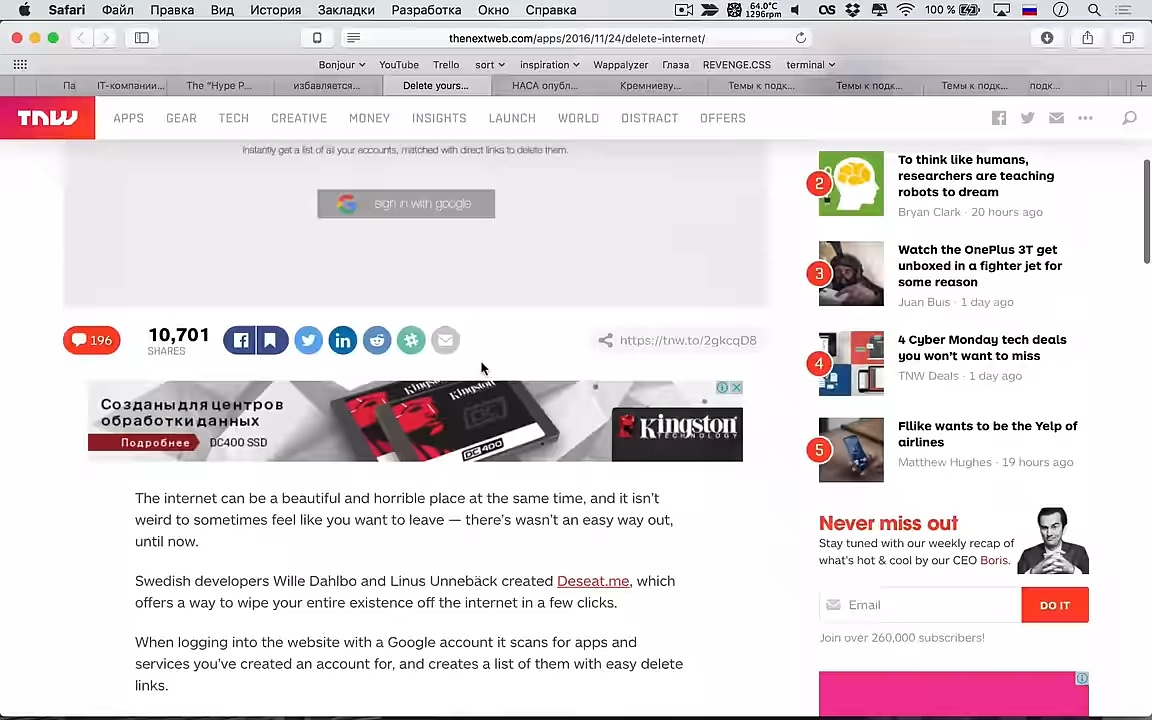 Safari Файл Правка Вид История Закладки Разработка Окно Справка 64.0°C 1296rpm 100 %
thenextweb.com/apps/2016/11/24/delete-internet/
Bonjour YouTube Trello sort inspiration Wappalyzer Глаза REVENGE.CSS terminal
Па IT-компании... The “Hype P... избавляется... Delete yours... НАСА опубл... Кремниеву... Темы к подк... Темы к подк... Темы к подк... подк...
TNW APPS GEAR TECH CREATIVE MONEY INSIGHTS LAUNCH WORLD DISTRACT OFFERS
Instantly get a list of all your accounts, matched with direct links to delete them.
sign in with google
196
10,701
SHARES
https://tnw.to/2gkcqD8
Созданы для центров
обработки данных
Подробнее DC400 SSD
Kingston
DC400
Kingston
TECHNOLOGY
The internet can be a beautiful and horrible place at the same time, and it isn’t
weird to sometimes feel like you want to leave — there’s wasn’t an easy way out,
until now.
Swedish developers Wille Dahlbo and Linus Unnebäck created Deseat.me, which
offers a way to wipe your entire existence off the internet in a few clicks.
When logging into the website with a Google account it scans for apps and
services you’ve created an account for, and creates a list of them with easy delete
links.
2
To think like humans,
researchers are teaching
robots to dream
Bryan Clark · 20 hours ago
3
Watch the OnePlus 3T get
unboxed in a fighter jet for
some reason
Juan Buis · 1 day ago
4
4 Cyber Monday tech deals
you won’t want to miss
TNW Deals · 1 day ago
5
Fllike wants to be the Yelp of
airlines
Matthew Hughes · 19 hours ago
Never miss out
Stay tuned with our weekly recap of
what’s hot & cool by our CEO Boris.
Email DO IT
Join over 260,000 subscribers!